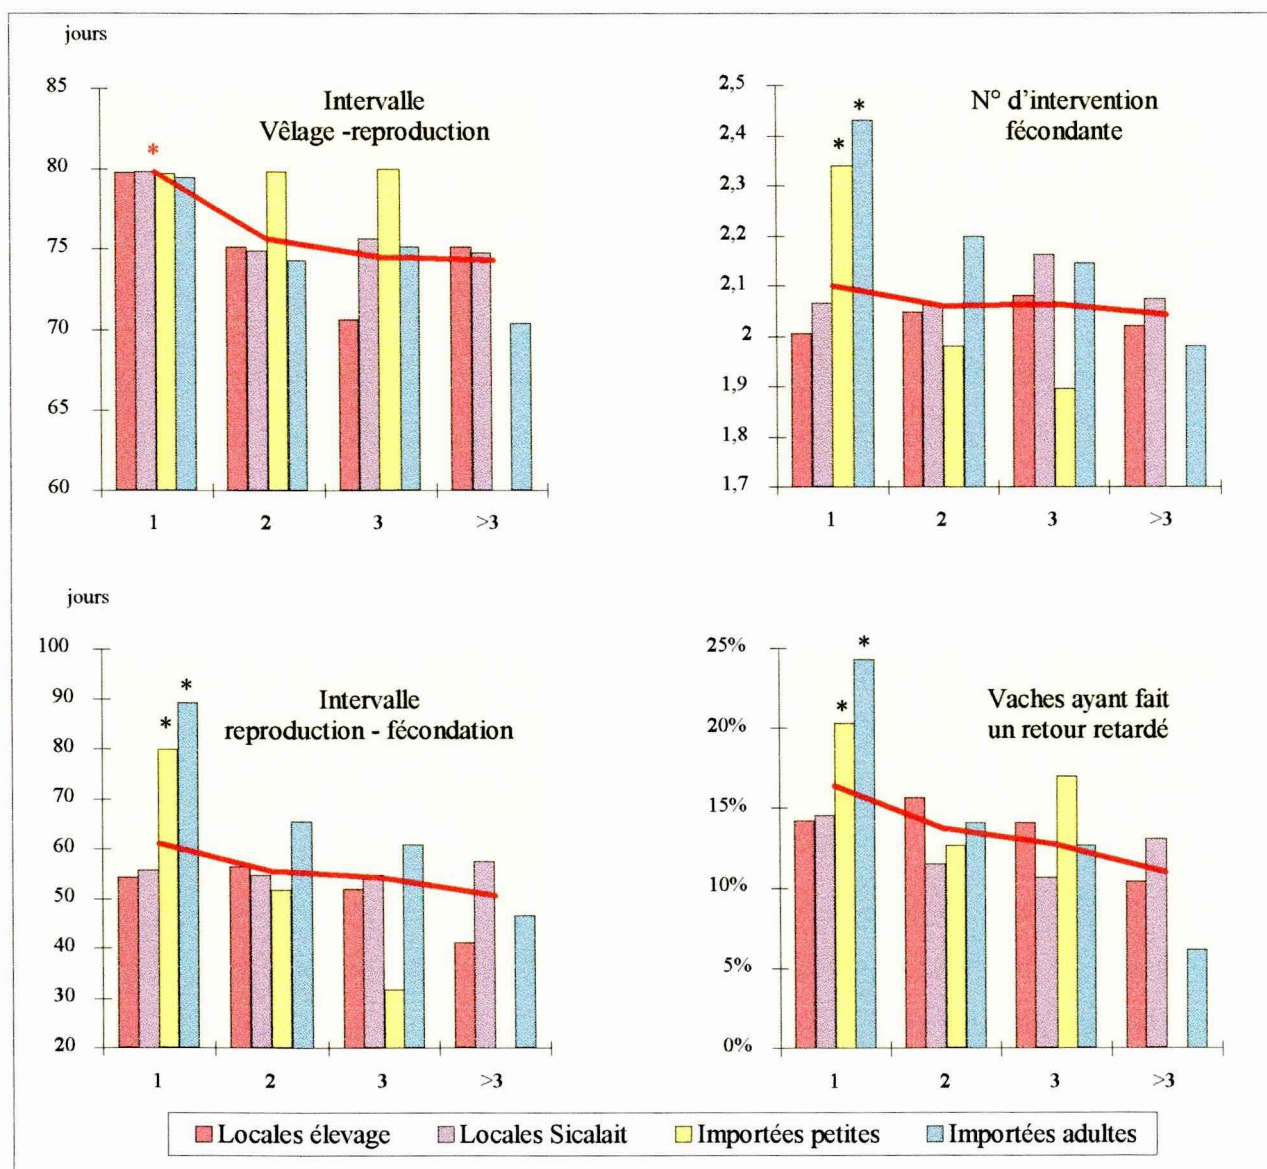 jours
85
80
75
70
65
60
Intervalle
Vêlage -reproduction
*
1 2 3 >3
2,5
2,4
2,3
2,2
2,1
2
1,9
1,8
1,7
N° d'intervention
fécondante
* *
1 2 3 >3
jours
100
90
80
70
60
50
40
30
20
Intervalle
reproduction - fécondation
* *
1 2 3 >3
25%
20%
15%
10%
5%
0%
Vaches ayant fait
un retour retardé
* *
1 2 3 >3
Locales élevage Locales Sicalait Importées petites Importées adultes